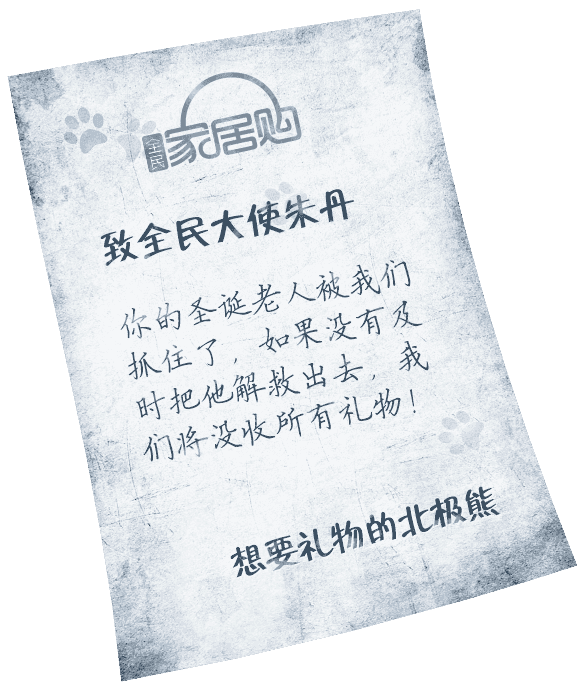 全民家居购
致全民大使朱丹
你的圣诞老人被我们
抓住了，如果没有及
时把他解救出去，我
们将没收所有礼物！
想要礼物的北极熊